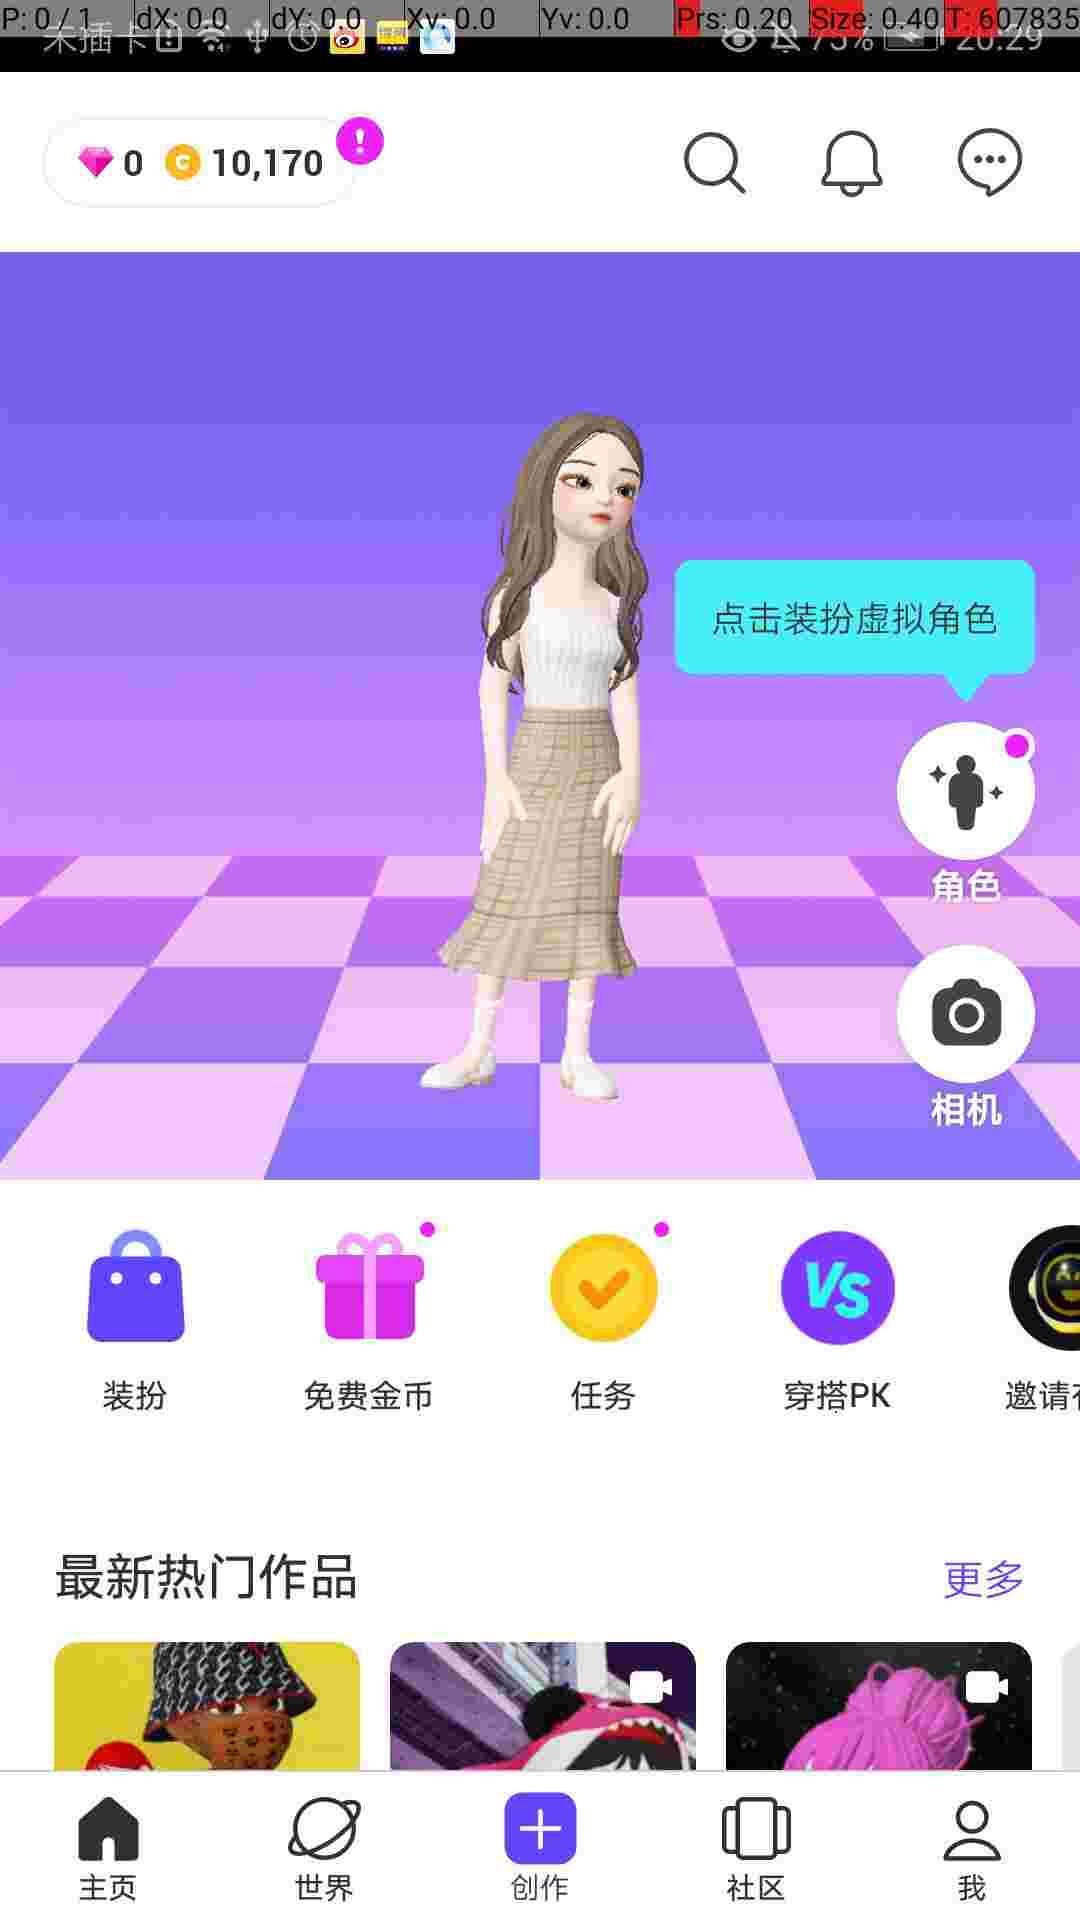 P: 0 / 1 dX: 0.0 dY: 0.0 Xv: 0.0 Yv: 0.0 Prs: 0.20 Size: 0.40 T: 607835
未插卡 73% 20:29
0 10,170
点击装扮虚拟角色
角色
相机
装扮 免费金币 任务 穿搭PK 邀请
最新热门作品 更多
主页 世界 创作 社区 我